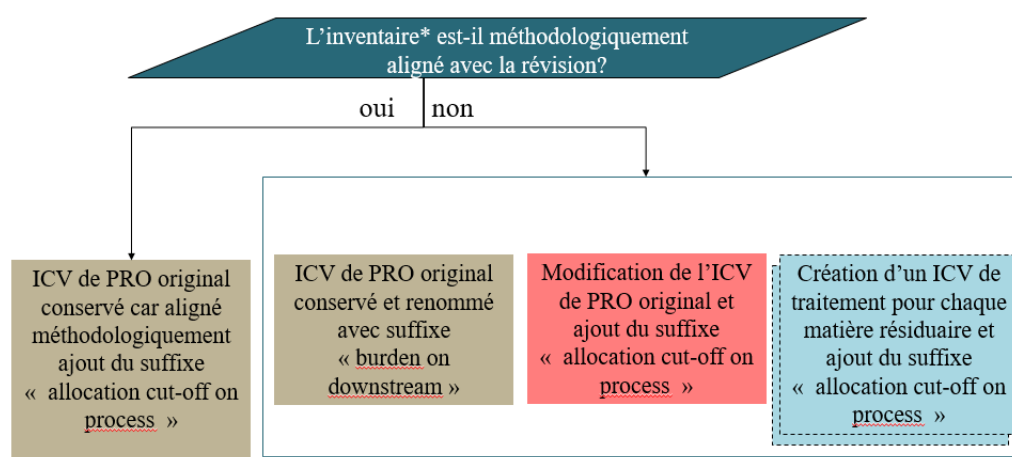 L'inventaire* est-il méthodologiquement
aligné avec la révision?
oui
non
ICV de PRO original
conservé car aligné
méthodologiquement
ajout du suffixe
« allocation cut-off on
process »
ICV de PRO original
conservé et renommé
avec suffixe
« burden on
downstream »
Modification de l'ICV
de PRO original et
ajout du suffixe
« allocation cut-off on
process »
Création d'un ICV de
traitement pour chaque
matière résiduaire et
ajout du suffixe
« allocation cut-off on
process »